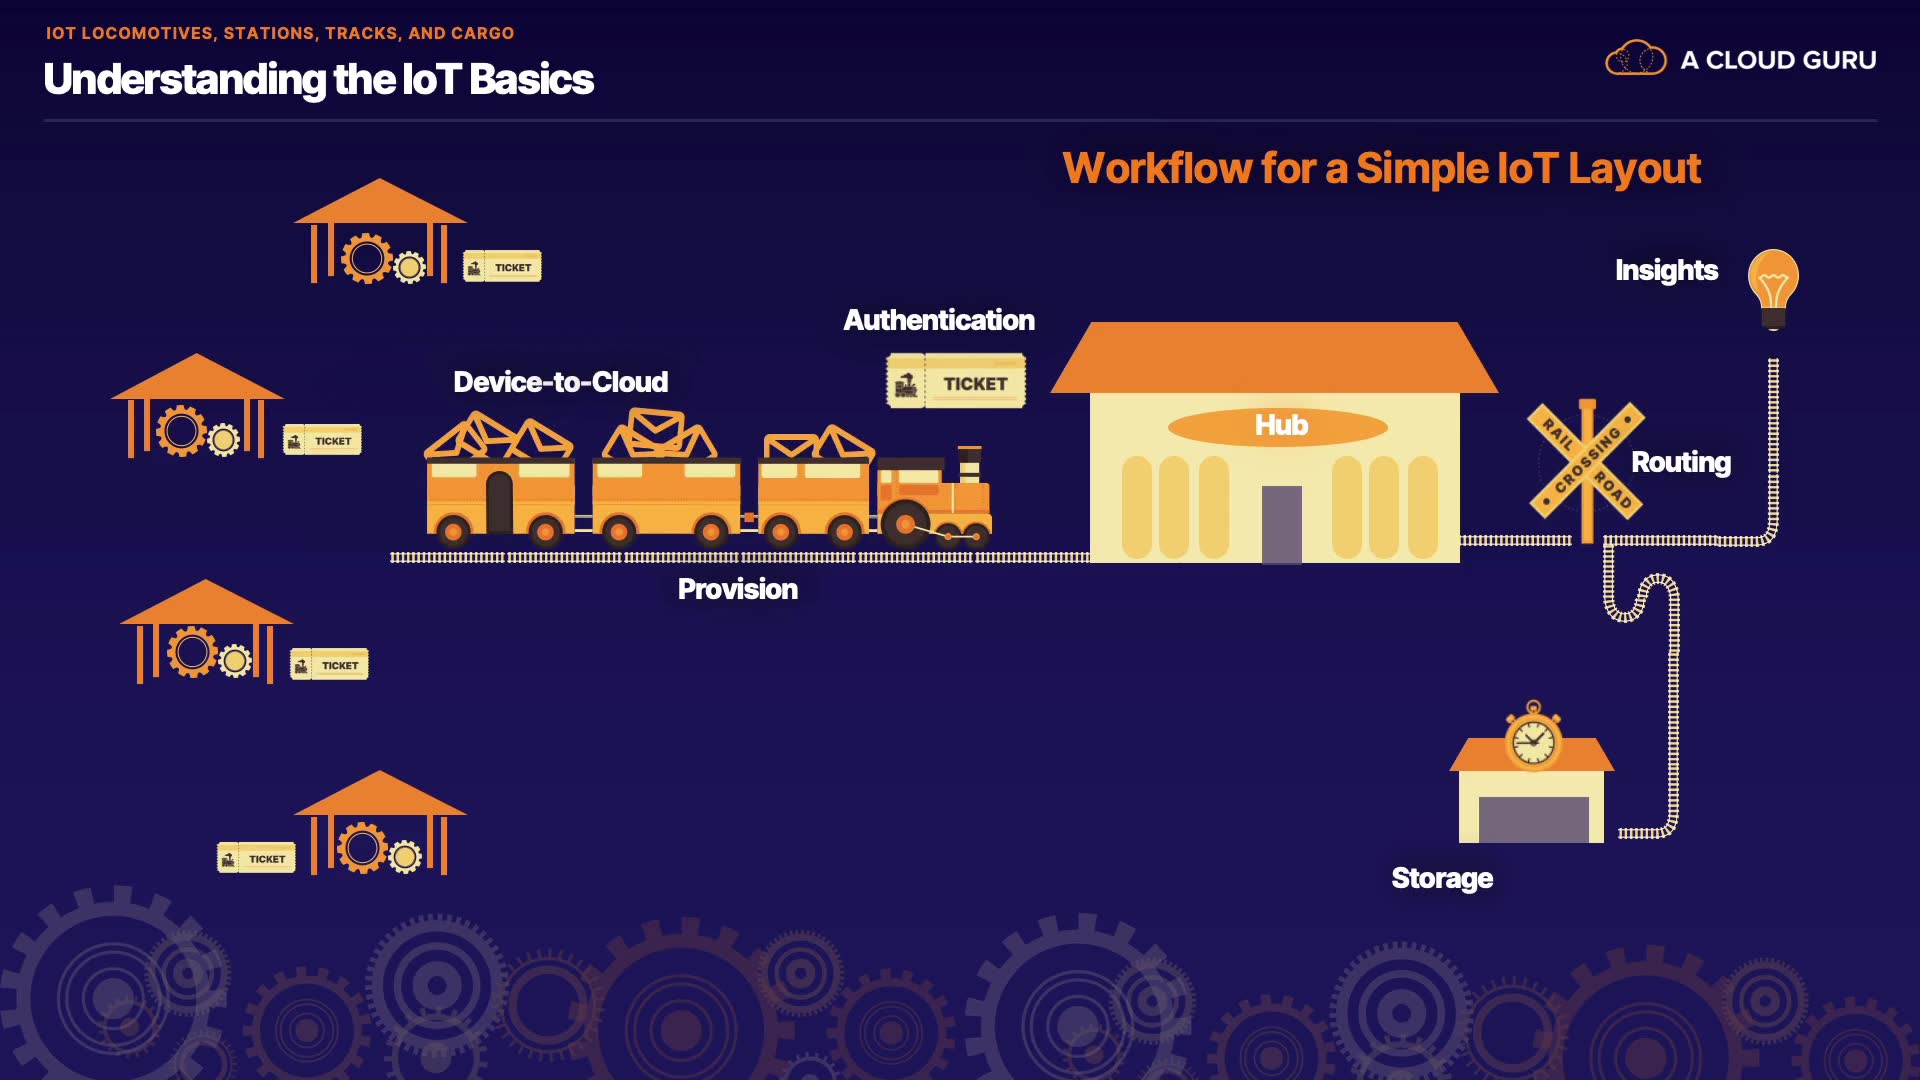 IOT LOCOMOTIVES, STATIONS, TRACKS, AND CARGO
Understanding the IoT Basics
A CLOUD GURU
Workflow for a Simple IoT Layout
TICKET
Insights
Authentication
TICKET
Device-to-Cloud
TICKET
Hub
RAIL ROAD
CROSSING
Routing
Provision
TICKET
TICKET
Storage